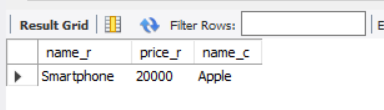 Result Grid Filter Rows: E
name_r price_r name_c
Smartphone 20000 Apple